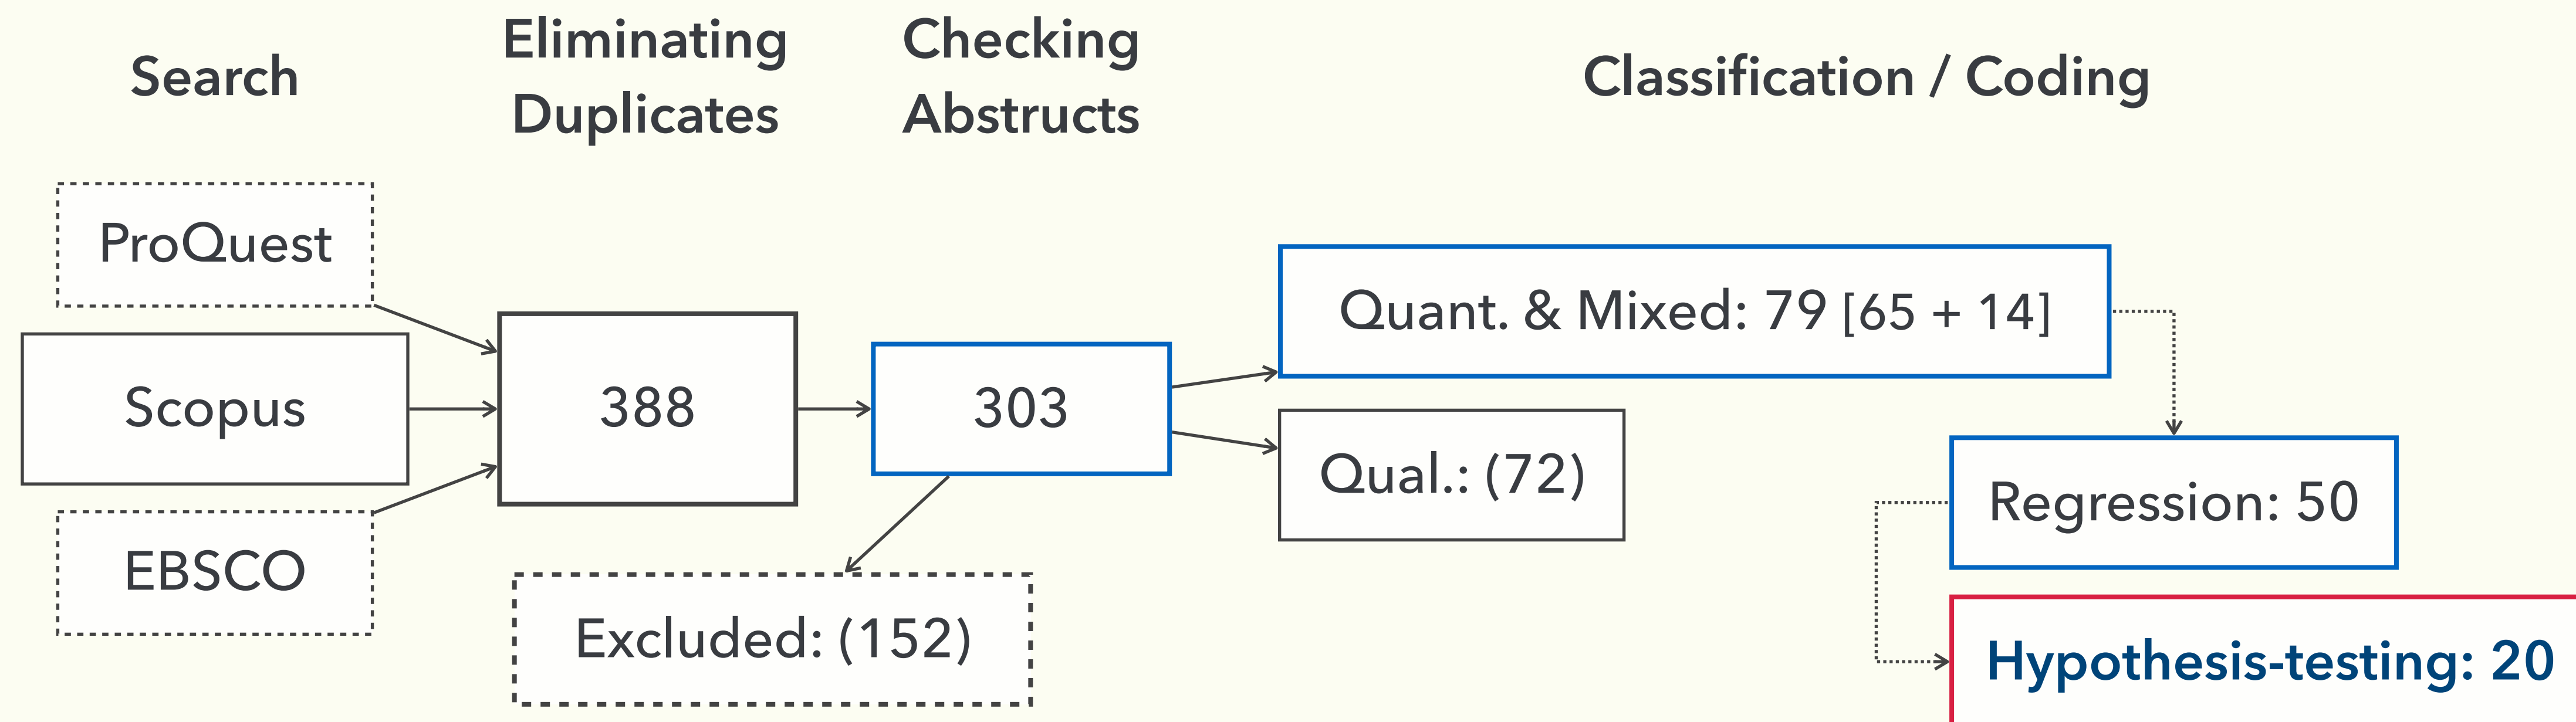 Search
Eliminating
Duplicates
Checking
Abstructs
Classification / Coding
ProQuest
Scopus
EBSCO
388
303
Excluded: (152)
Quant. & Mixed: 79 [65 + 14]
Qual.: (72)
Regression: 50
Hypothesis-testing: 20